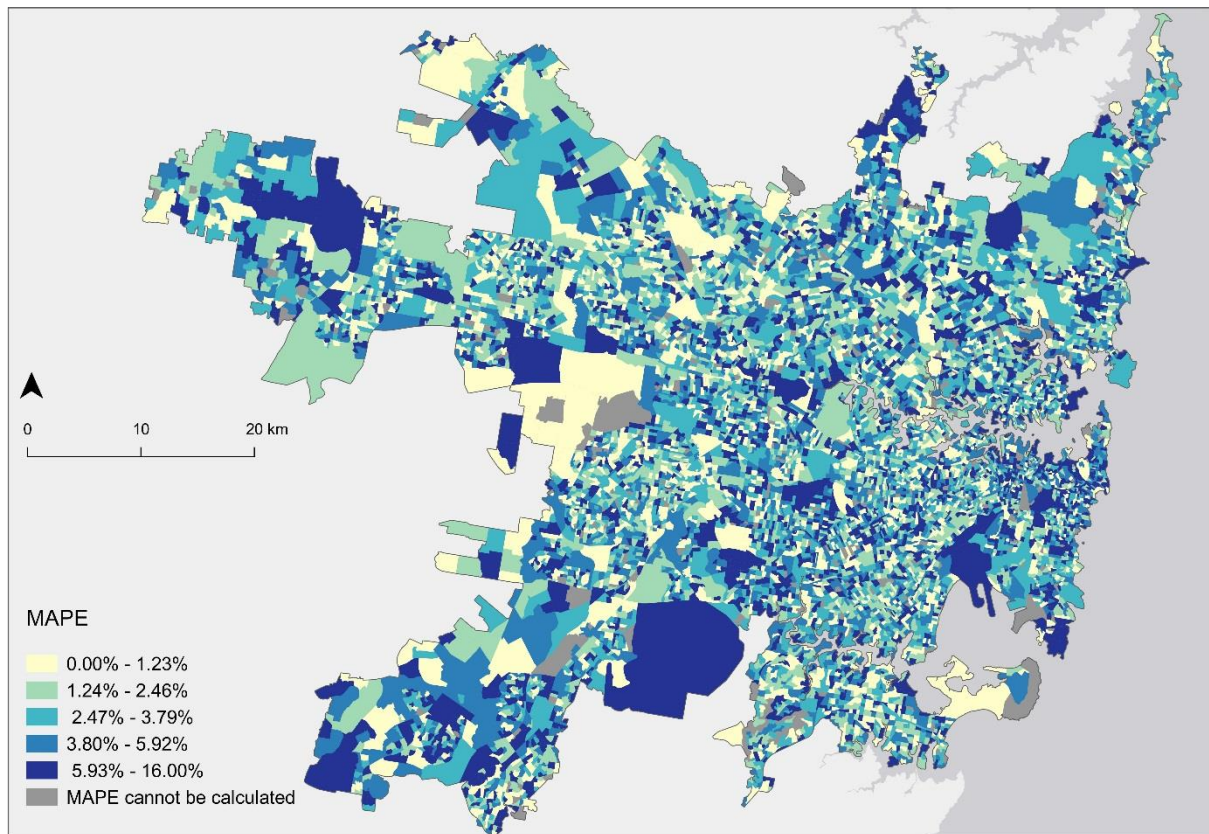 0 10 20 km
MAPE
0.00% - 1.23%
1.24% - 2.46%
2.47% - 3.79%
3.80% - 5.92%
5.93% - 16.00%
MAPE cannot be calculated